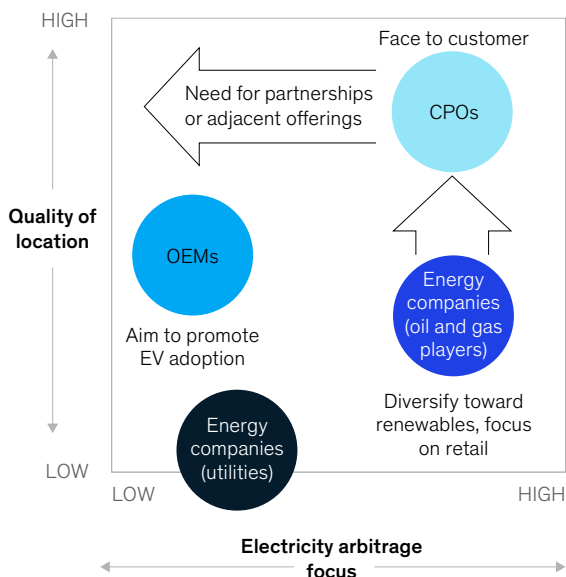 HIGH
Face to customer
Need for partnerships
or adjacent offerings
CPOs
Quality of
location
OEMs
Energy
companies
(oil and gas
players)
Aim to promote
EV adoption
Diversify toward
renewables, focus
on retail
Energy
companies
(utilities)
LOW
LOW
HIGH
Electricity arbitrage
focus